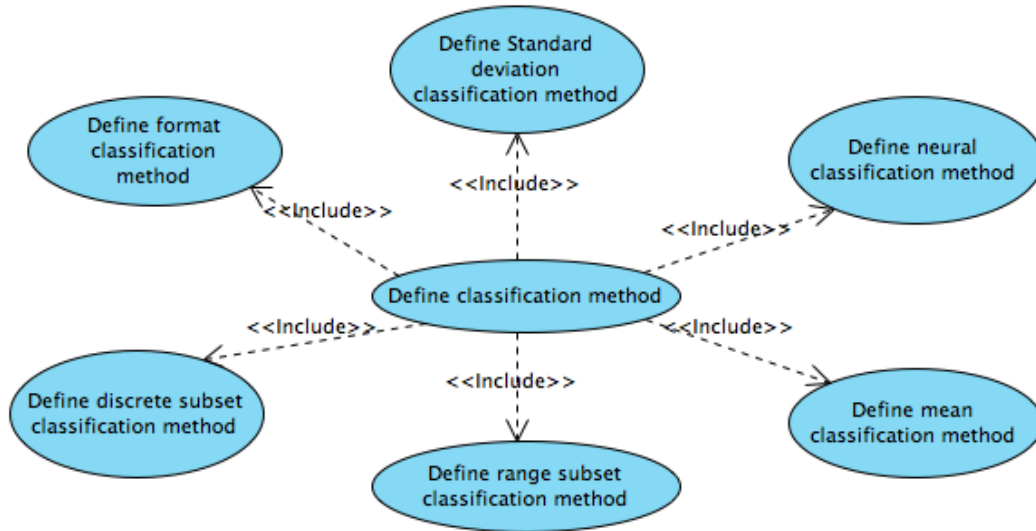 Define Standard
deviation
classification method
Define format
classification
method
Define neural
classification method
<<Include>>
<<Include>>
<<Include>>
Define classification method
<<Include>>
<<Include>>
<<Include>>
Define discrete subset
classification method
Define mean
classification method
Define range subset
classification method